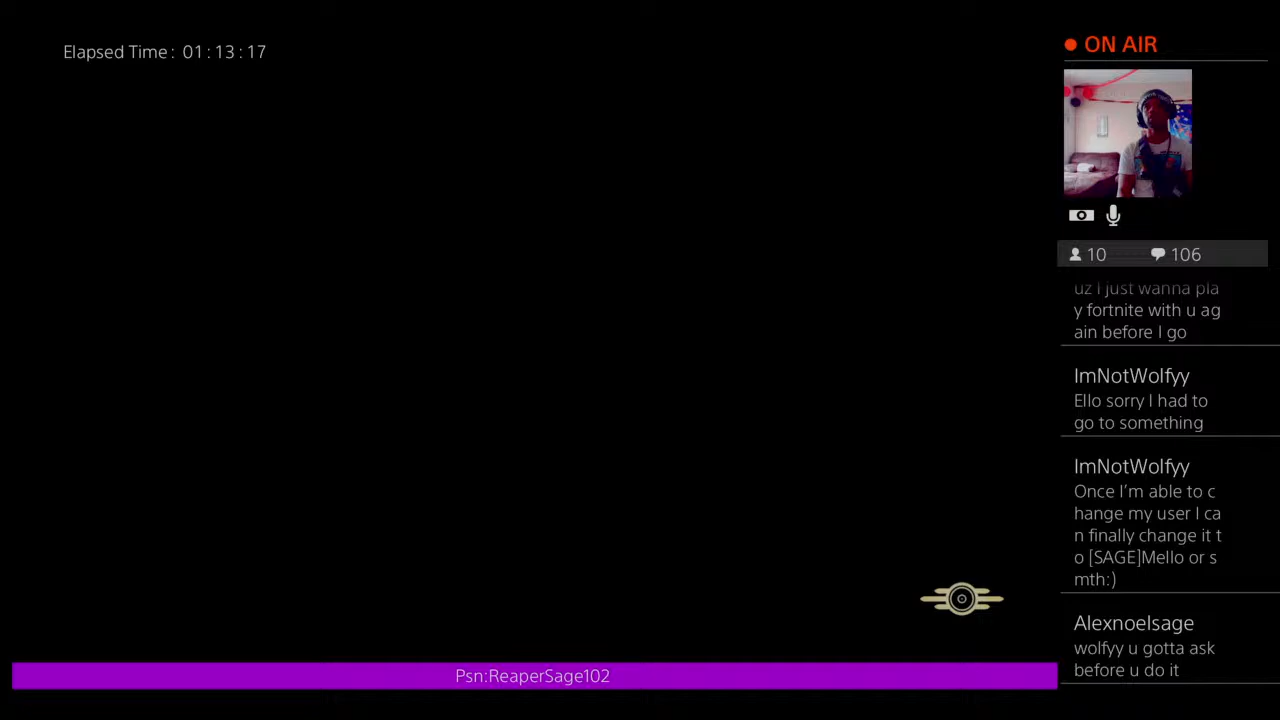 Elapsed Time: 01:13:17
ON AIR
10 106
uz I just wanna pla
y fortnite with u ag
ain before I go
ImNotWolfyy
Ello sorry I had to
go to something
ImNotWolfyy
Once I’m able to c
hange my user I ca
n finally change it t
o [SAGE]Mello or s
mth:)
Alexnoelsage
wolfyy u gotta ask
before u do it
Psn:ReaperSage102